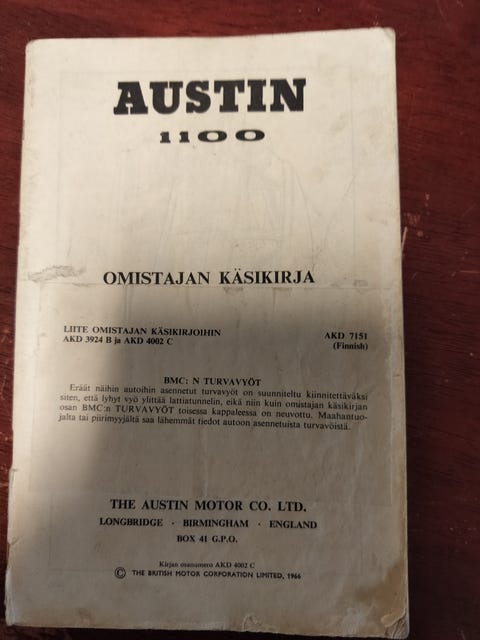 AUSTIN
1100
OMISTAJAN KÄSIKIRJA
LIITE OMISTAJAN KÄSIKIRJOIHIN
AKD 3924 B ja AKD 4002 C
AKD 7151
(Finnish)
BMC: N TURVAVYÖT
Eräät näihin autoihin asennetut turvavyöt on suunniteltu kiinnitettäväksi
siten, että lyhyt vyö ylittää lattiatunnelin, eikä niin kuin omistajan käsikirjan
osan BMC:n TURVAVYÖT toisessa kappaleessa on neuvottu. Maahantuo-
jalta tai piirimyyjältä saa lähemmät tiedot autoon asennetuista turvavöistä.
THE AUSTIN MOTOR CO. LTD.
LONGBRIDGE · BIRMINGHAM · ENGLAND
BOX 41 G.P.O.
Kirjan osanumero AKD 4002 C
© THE BRITISH MOTOR CORPORATION LIMITED, 1966